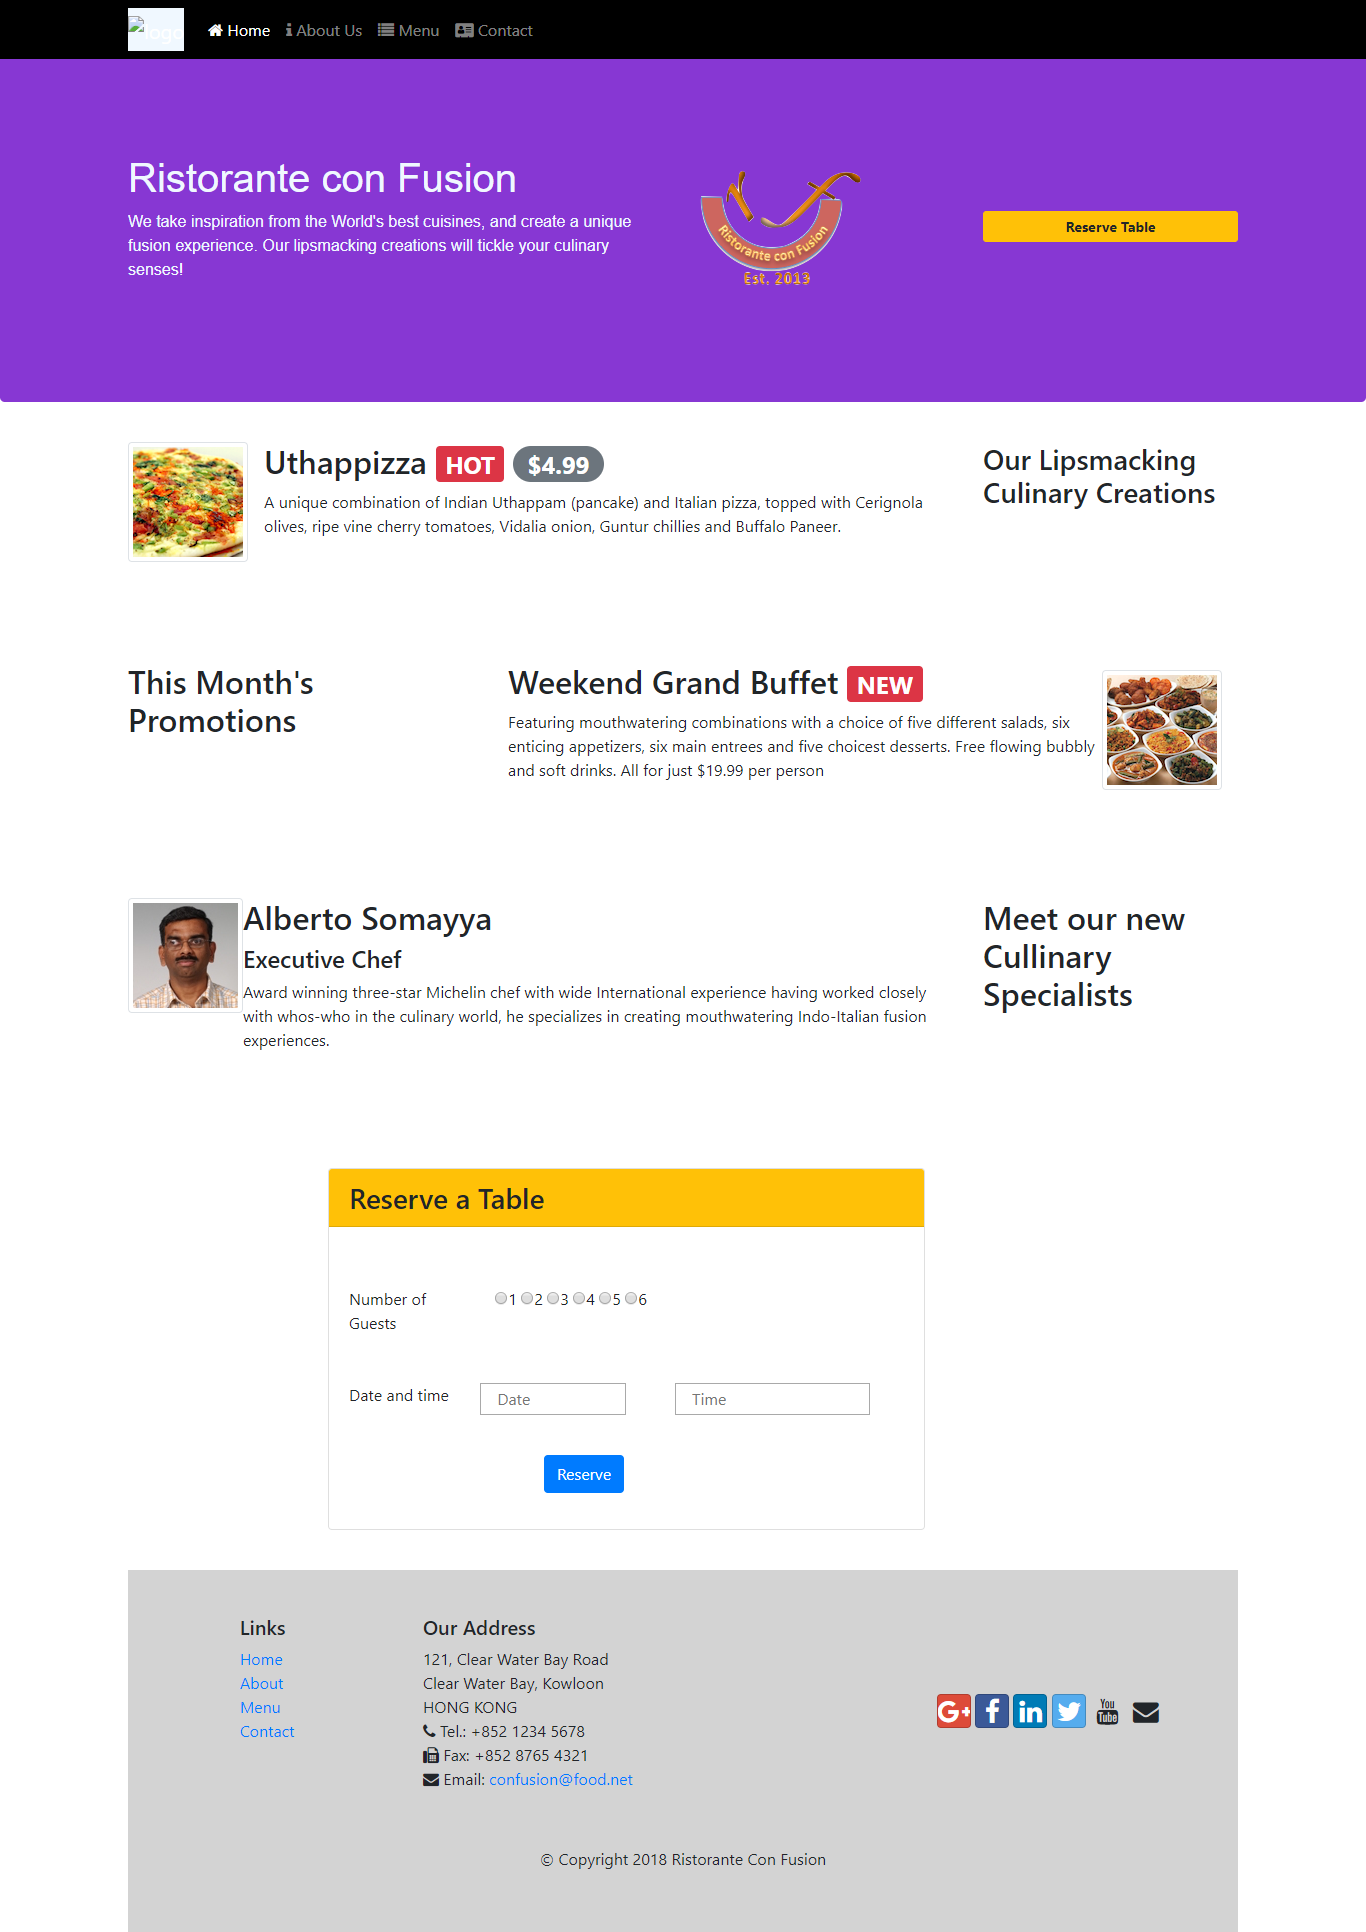 logo
Home
About Us
Menu
Contact
Ristorante con Fusion
We take inspiration from the World's best cuisines, and create a unique
fusion experience. Our lipsmacking creations will tickle your culinary
senses!
Ristorante con Fusion
Est. 2013
Reserve Table
Uthappizza HOT $4.99
A unique combination of Indian Uthappam (pancake) and Italian pizza, topped with Cerignola
olives, ripe vine cherry tomatoes, Vidalia onion, Guntur chillies and Buffalo Paneer.
Our Lipsmacking
Culinary Creations
This Month's
Promotions
Weekend Grand Buffet NEW
Featuring mouthwatering combinations with a choice of five different salads, six
enticing appetizers, six main entrees and five choicest desserts. Free flowing bubbly
and soft drinks. All for just $19.99 per person
Alberto Somayya
Executive Chef
Award winning three-star Michelin chef with wide International experience having worked closely
with whos-who in the culinary world, he specializes in creating mouthwatering Indo-Italian fusion
experiences.
Meet our new
Cullinary
Specialists
Reserve a Table
Number of
Guests
1 2 3 4 5 6
Date and time
Date
Time
Reserve
Links
Home
About
Menu
Contact
Our Address
121, Clear Water Bay Road
Clear Water Bay, Kowloon
HONG KONG
Tel.: +852 1234 5678
Fax: +852 8765 4321
Email: confusion@food.net
G+ f in You Tube
© Copyright 2018 Ristorante Con Fusion